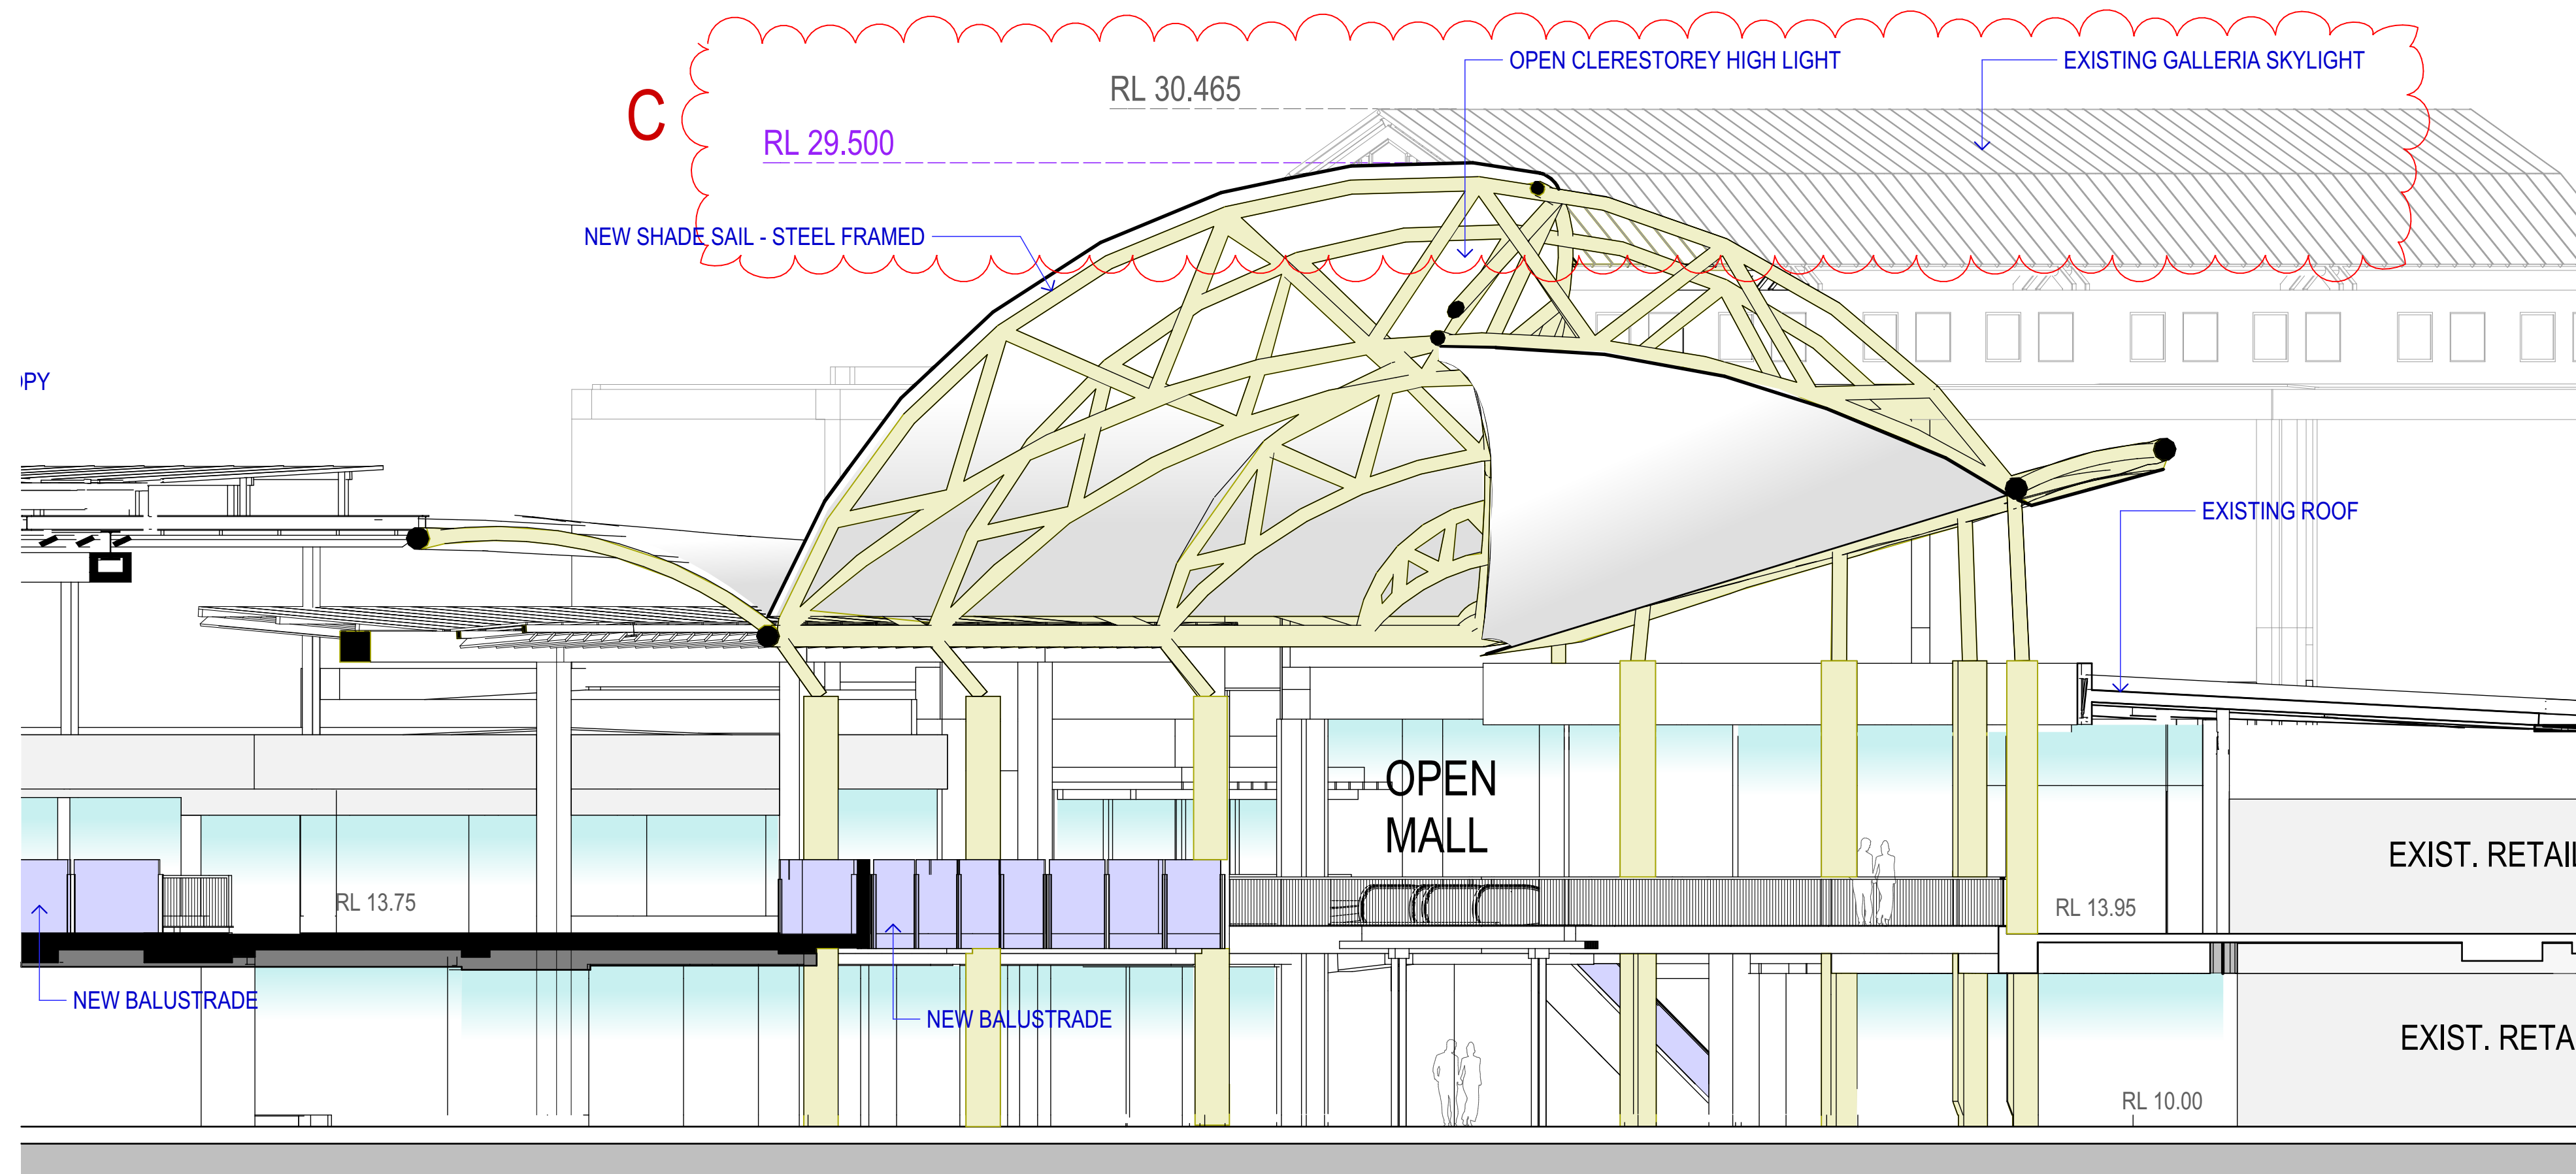 OPEN CLERESTOREY HIGH LIGHT
EXISTING GALLERIA SKYLIGHT
RL 30.465
C
RL 29.500
NEW SHADE SAIL - STEEL FRAMED
)PY
EXISTING ROOF
OPEN
MALL
EXIST. RETAIL
RL 13.75
RL 13.95
NEW BALUSTRADE
NEW BALUSTRADE
EXIST. RETA
RL 10.00